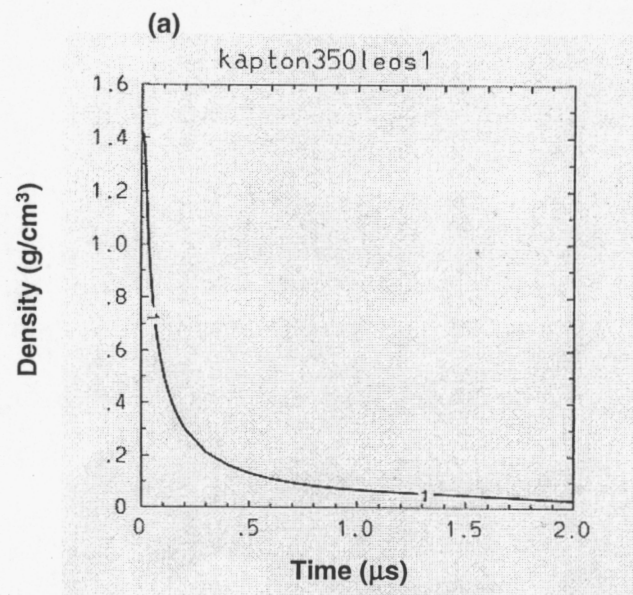 (a)
kapton350leos1
1.6
1.4
1.2
1.0
.8
.6
.4
.2
0
Density (g/cm³)
1
1
0 .5 1.0 1.5 2.0
Time (μs)